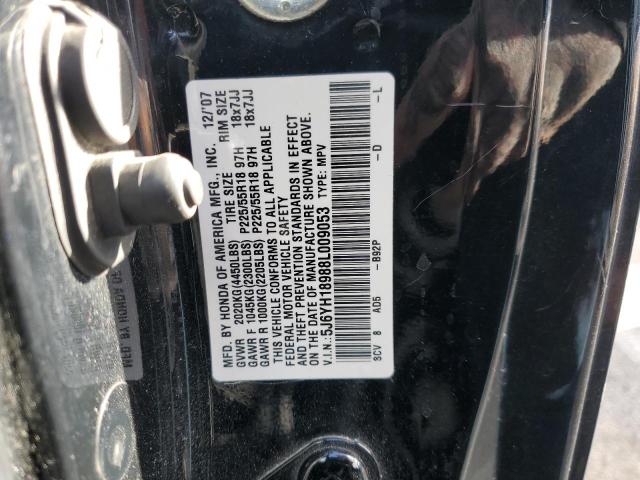 MFD. BY HONDA OF AMERICA MFG., INC. 12/'07
GVWR 2020KG(4450LBS) TIRE SIZE RIM SIZE
GAWR F 1045KG(2300LBS) P225/55R18 97H 18x7JJ
GAWR R 1000KG(2205LBS) P225/55R18 97H 18x7JJ
THIS VEHICLE CONFORMS TO ALL APPLICABLE
FEDERAL MOTOR VEHICLE SAFETY
AND THEFT PREVENTION STANDARDS IN EFFECT
ON THE DATE OF MANUFACTURE SHOWN ABOVE.
V.I.N.:5J6YH18988L009053 TYPE: MPV
SCV 8 AD5 -B92P -D -L